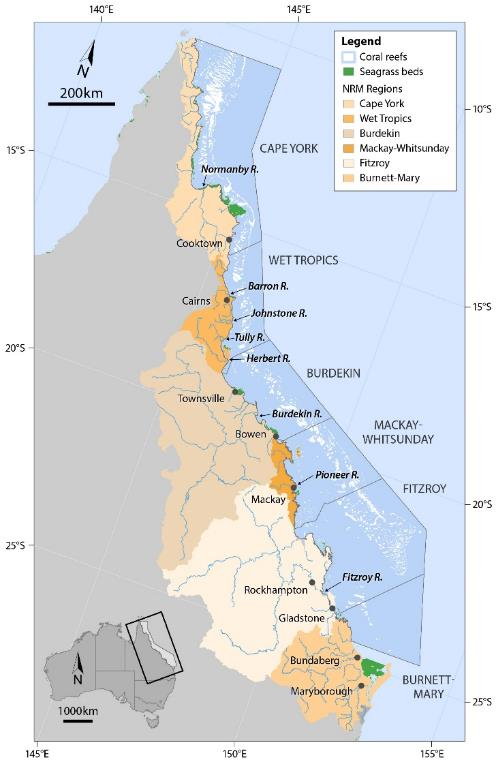 140°E
145°E
N
200km
Legend
Coral reefs
Seagrass beds
NRM Regions
Cape York
Wet Tropics
Burdekin
Mackay-Whitsunday
Fitzroy
Burnett-Mary
10°S
15°S
CAPE YORK
Normanby R.
Cooktown
WET TROPICS
Barron R.
Cairns
15°S
Johnstone R.
Tully R.
20°S
Herbert R.
BURDEKIN
Townsville
Burdekin R.
MACKAY-
WHITSUNDAY
Bowen
Pioneer R.
FITZROY
Mackay
20°S
25°S
Fitzroy R.
Rockhampton
Gladstone
Bundaberg
N
BURNETT-
MARY
Maryborough
25°S
1000km
145°E
150°E
155°E